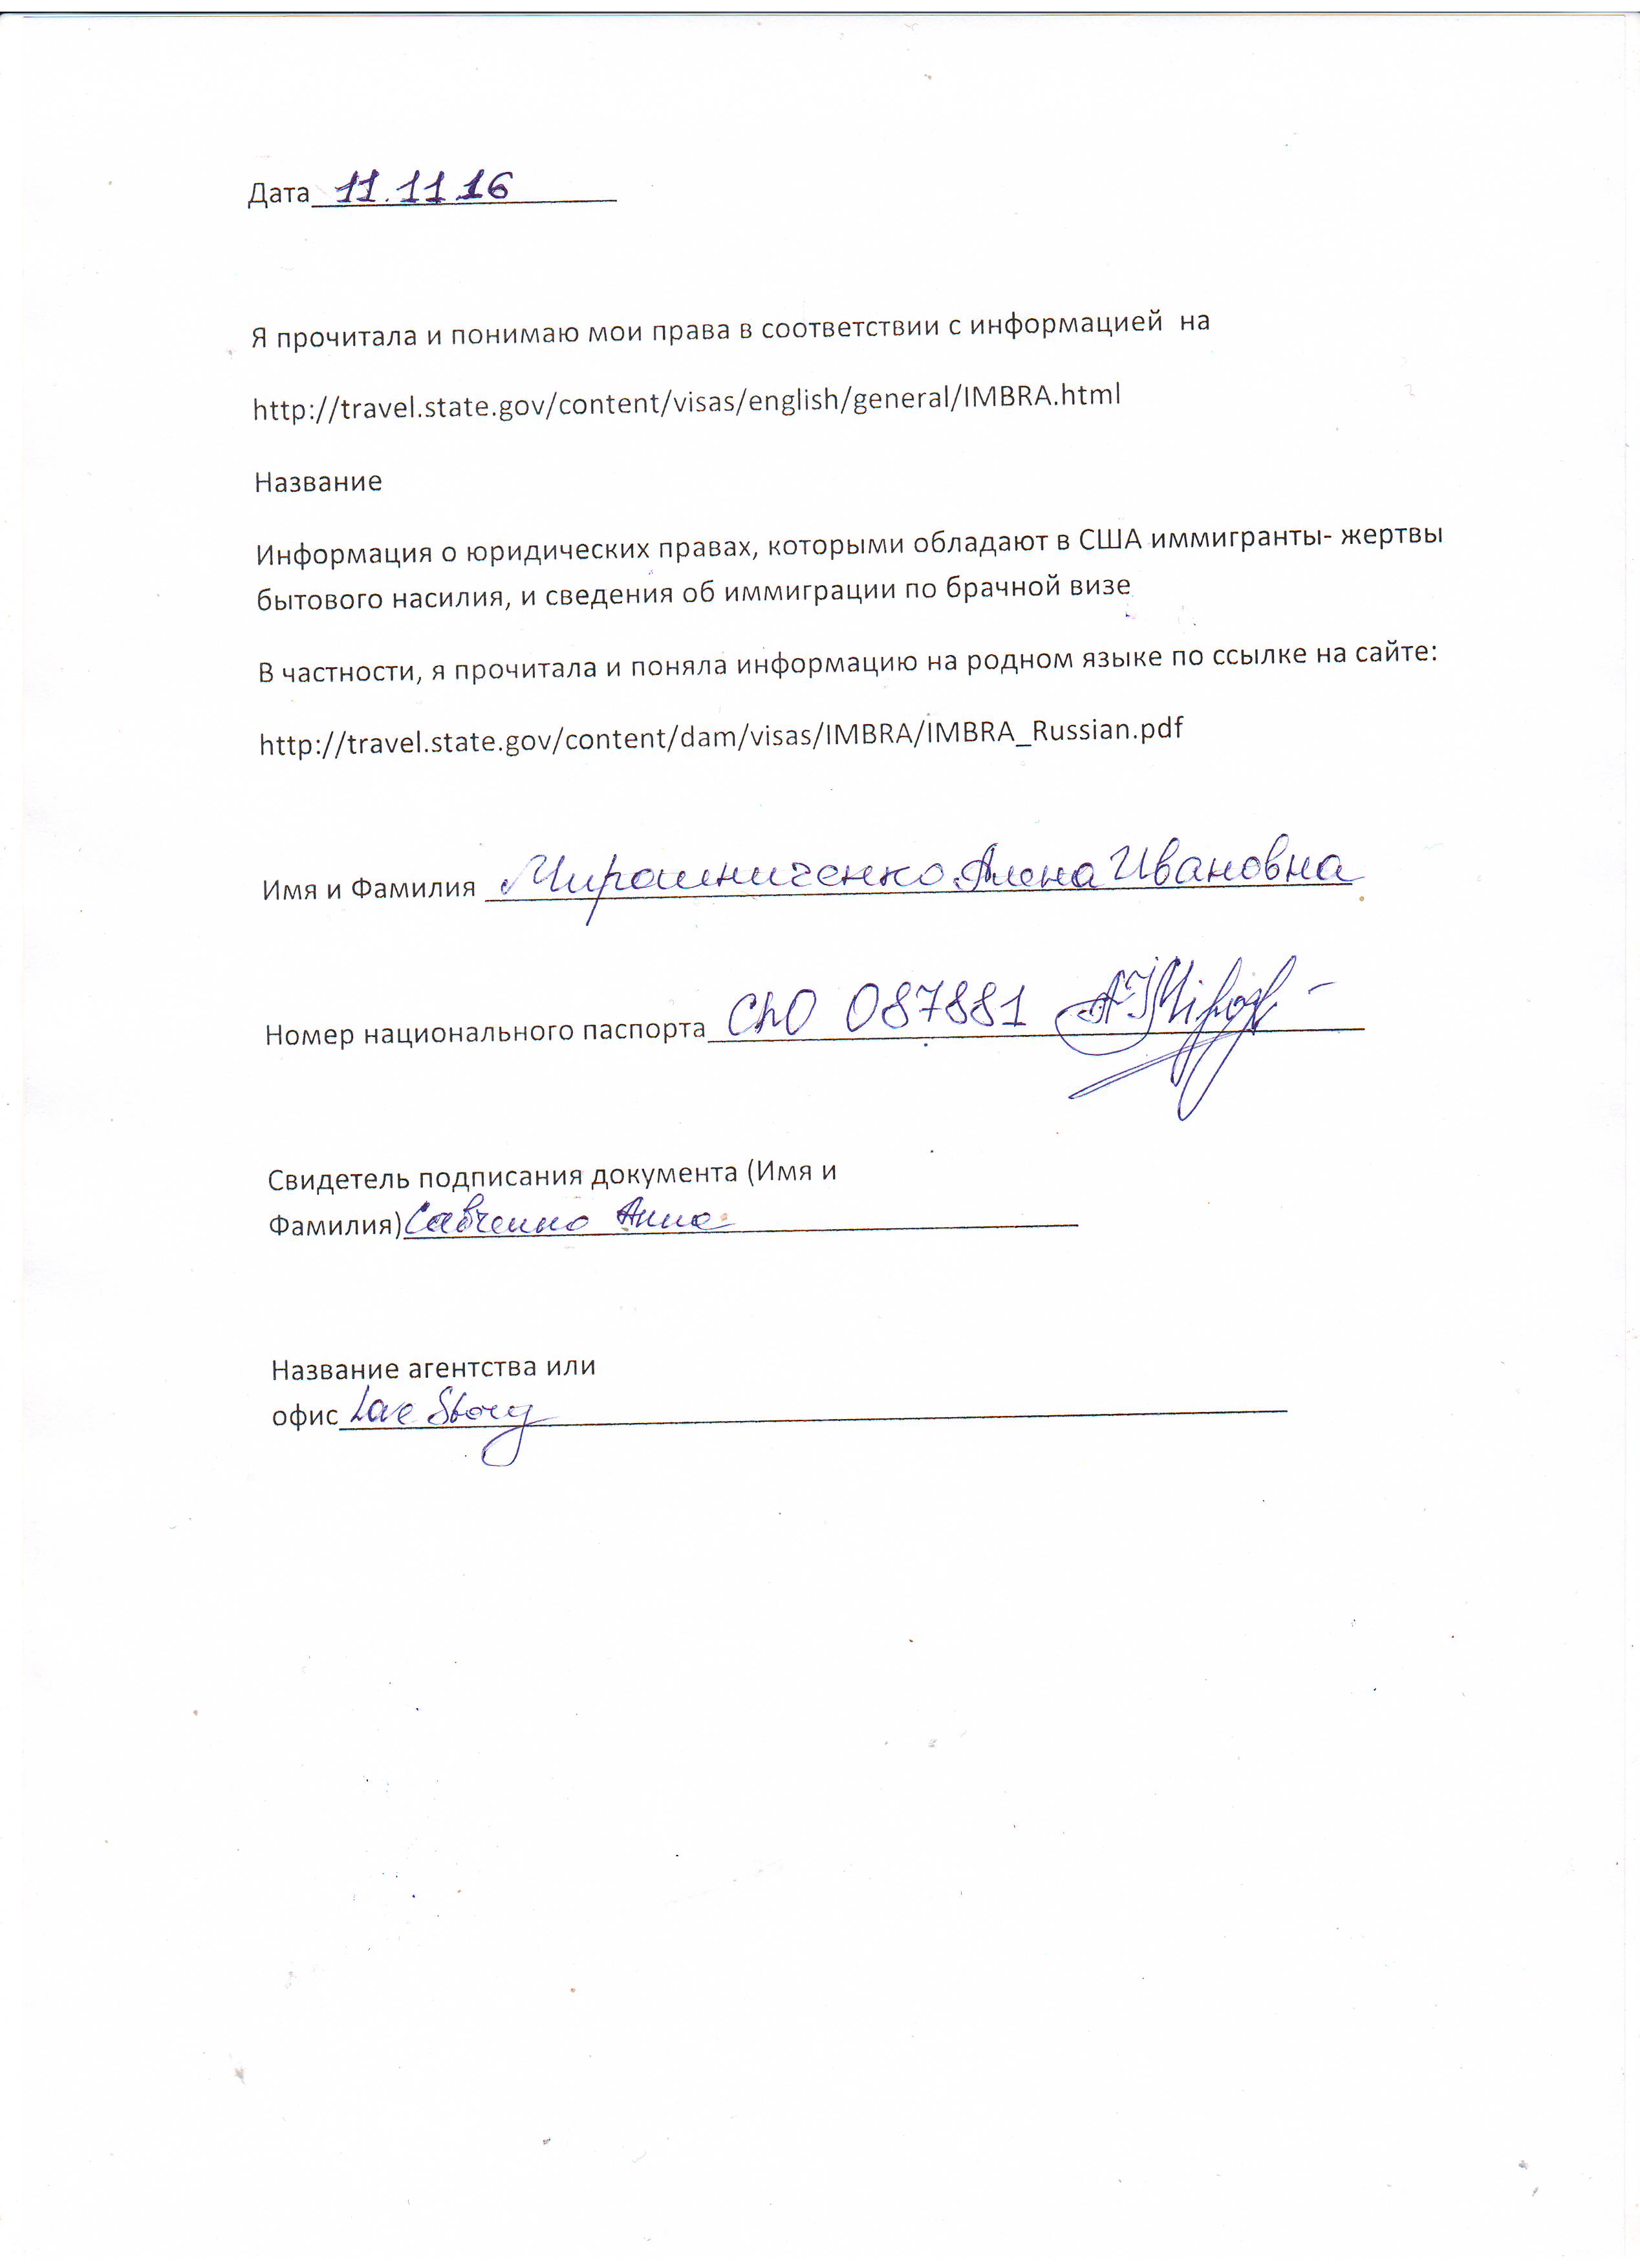 Дата 11.11.16
Я прочитала и понимаю мои права в соответствии с информацией на
http://travel.state.gov/content/visas/english/general/IMBRA.html
Название
Информация о юридических правах, которыми обладают в США иммигранты- жертвы
бытового насилия, и сведения об иммиграции по брачной визе
В частности, я прочитала и поняла информацию на родном языке по ссылке на сайте:
http://travel.state.gov/content/dam/visas/IMBRA/IMBRA_Russian.pdf
Имя и Фамилия Мирошниченко Алена Ивановна
Номер национального паспорта 087881
Свидетель подписания документа (Имя и
Фамилия) Савченко Анна
Название агентства или
офис Love Story